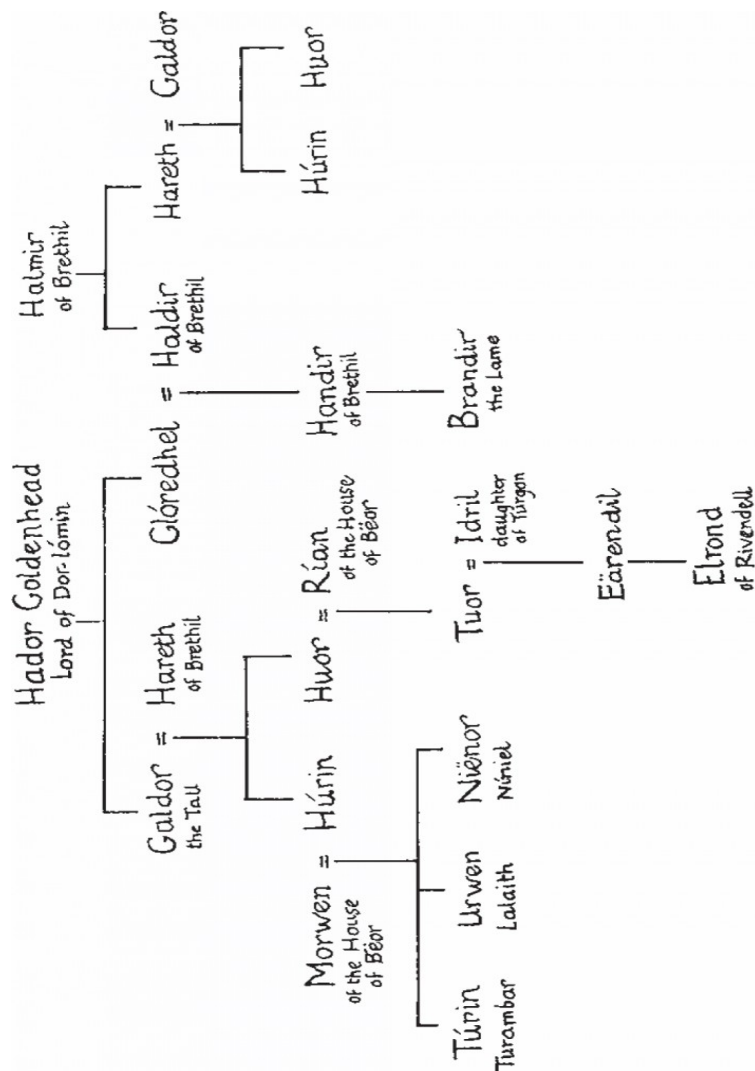 Hador Goldenhead
Lord of Dor-lómin
Halmir
of Brethil
Galdor = Hareth
the Tall
of Brethil
Glóredhel = Haldir
of Brethil
Hareth = Galdor
Morwen = Húrin
of the House
of Bëor
Huor = Rían
of the House
of Bëor
Handir
of Brethil
Húrin
Huor
Túrin
Turambar
Urwen
Lalaith
Niënor
Níniel
Tuor = Idril
daughter
of Turgon
Brandir
the Lame
Eärendil
Elrond
of Rivendell